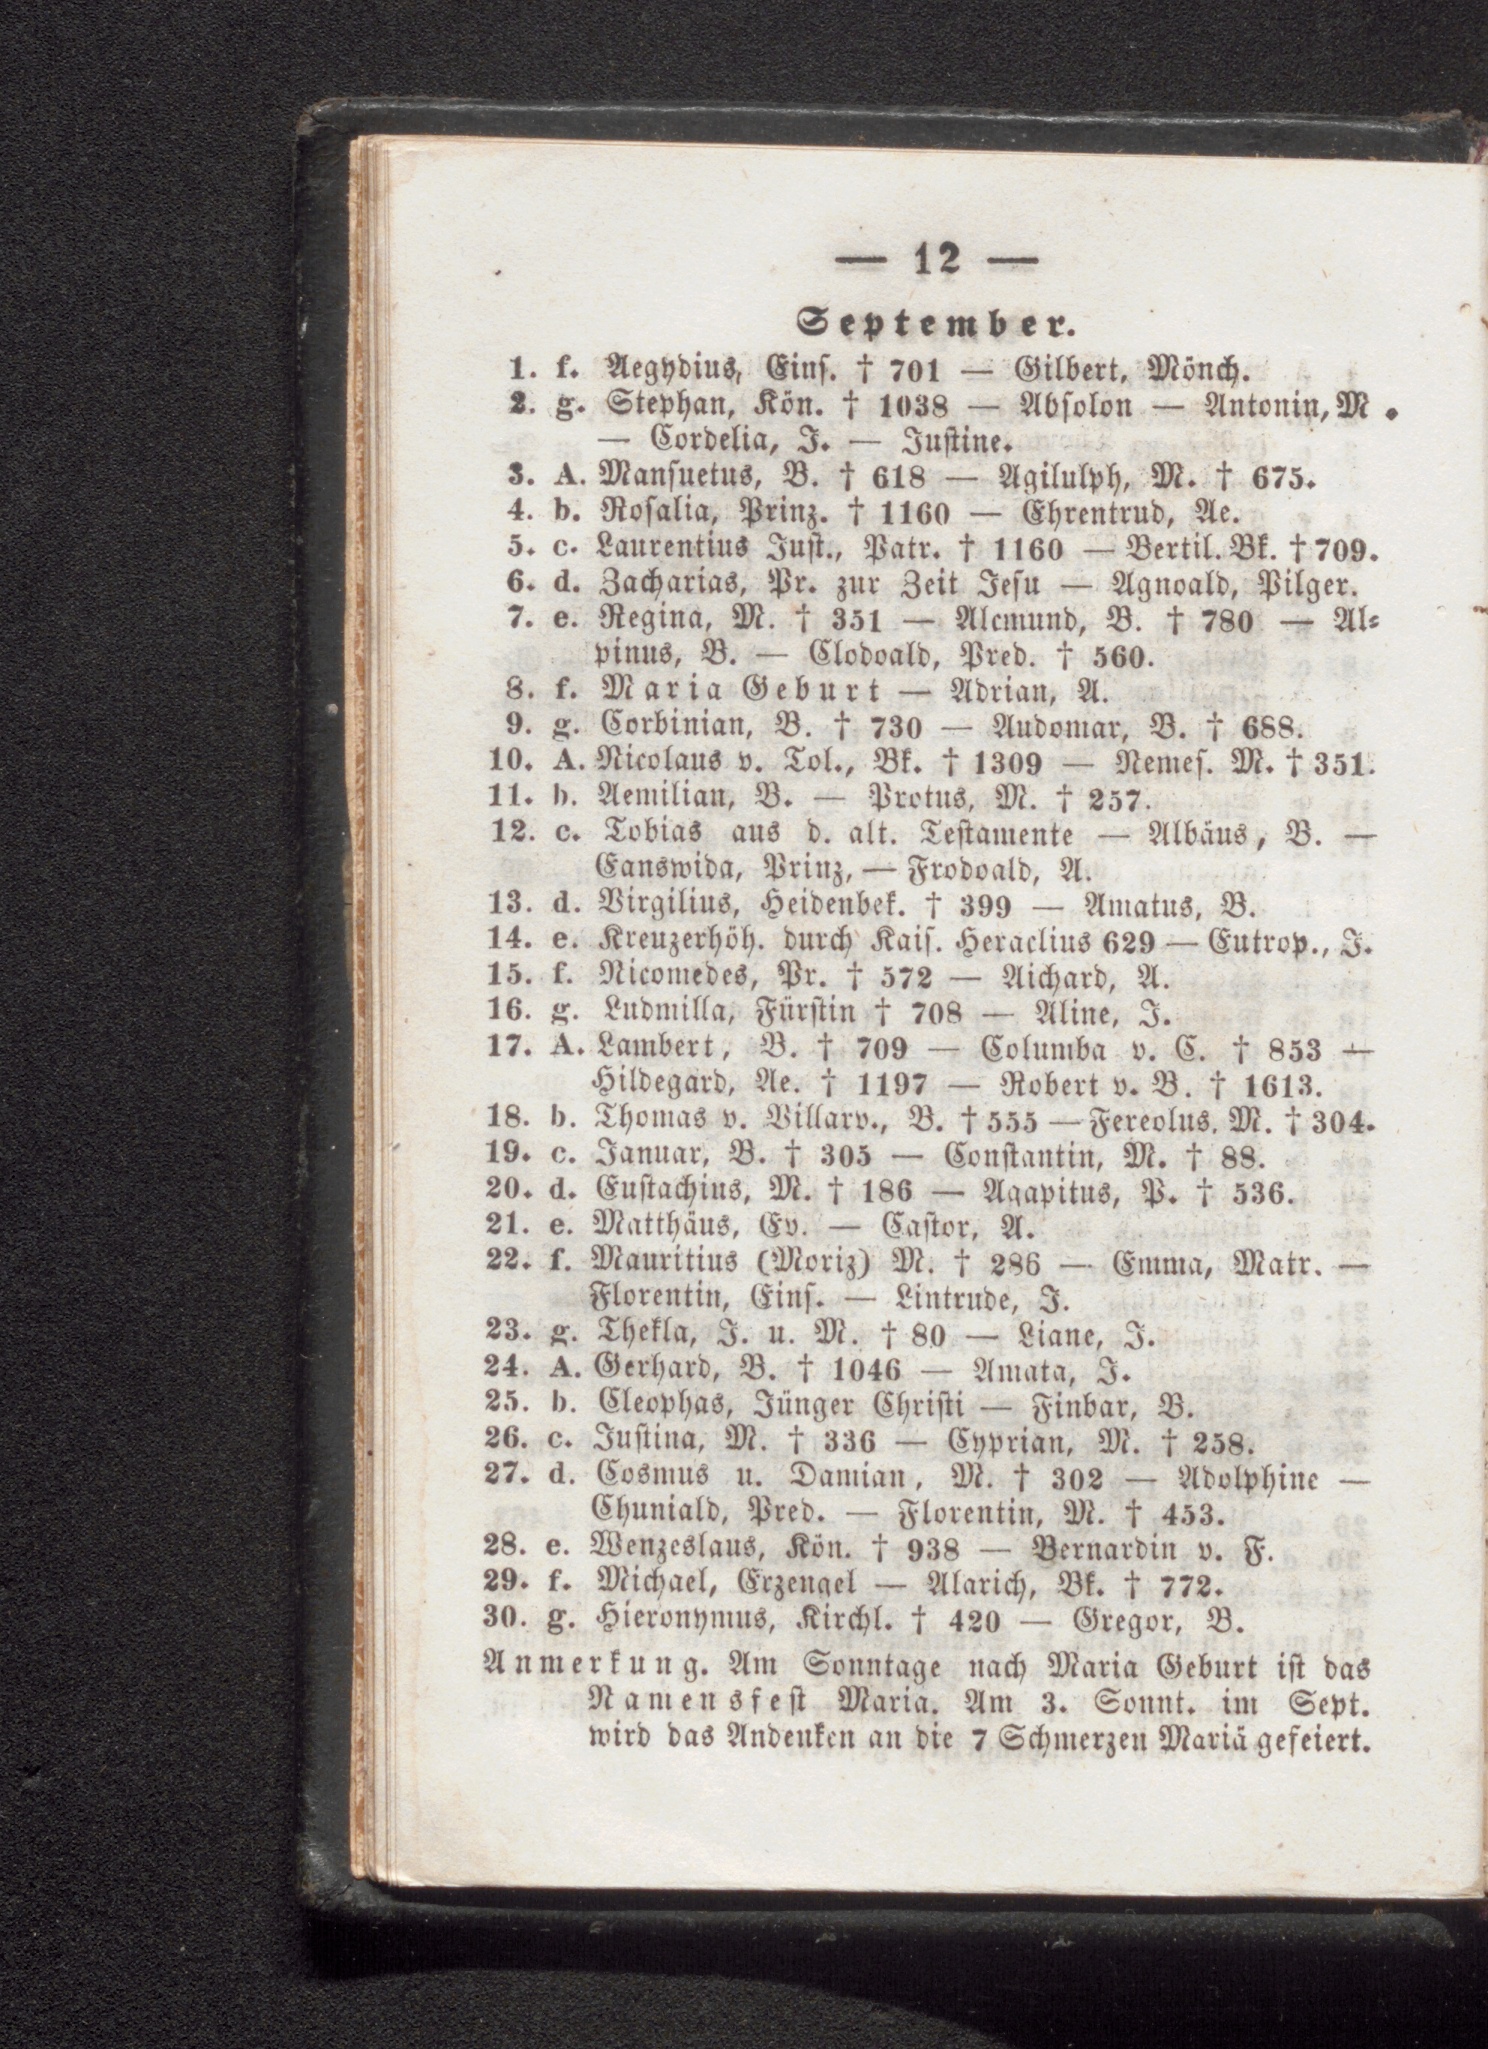 — 12 —
September.
1. f. Aegydius, Eins. † 701 — Gilbert, Mönch.
2. g. Stephan, Kön. † 1038 — Absolon — Antonin, M.
— Cordelia, J. — Justine.
3. A. Mansuetus, B. † 618 — Agilulph, M. † 675.
4. b. Rosalia, Prinz. † 1160 — Ehrentrud, Ae.
5. c. Laurentius Just., Patr. † 1160 — Bertil. Bk. † 709.
6. d. Zacharias, Pr. zur Zeit Jesu — Agnoald, Pilger.
7. e. Regina, M. † 351 — Alcmund, B. † 780 — Al-
pinus, B. — Clodoald, Pred. † 560.
8. f. Maria Geburt — Adrian, A.
9. g. Corbinian, B. † 730 — Audomar, B. † 688.
10. A. Nicolaus v. Tol., Bk. † 1309 — Nemes. M. † 351.
11. b. Aemilian, B. — Protus, M. † 257.
12. c. Tobias aus d. alt. Testamente — Albäus, B. —
Eanswida, Prinz, — Frodoald, A.
13. d. Virgilius, Heidenbek. † 399 — Amatus, B.
14. e. Kreuzerhöh. durch Kais. Heraclius 629 — Eutrop., J.
15. f. Nicomedes, Pr. † 572 — Aichard, A.
16. g. Ludmilla, Fürstin † 708 — Aline, J.
17. A. Lambert, B. † 709 — Columba v. C. † 853 —
Hildegard, Ae. † 1197 — Robert v. B. † 1613.
18. b. Thomas v. Villarv., B. † 555 — Fereolus, M. † 304.
19. c. Januar, B. † 305 — Constantin, M. † 88.
20. d. Eustachius, M. † 186 — Agapitus, P. † 536.
21. e. Matthäus, Ev. — Castor, A.
22. f. Mauritius (Moriz) M. † 286 — Emma, Matr. —
Florentin, Eins. — Lintrude, J.
23. g. Thekla, J. u. M. † 80 — Liane, J.
24. A. Gerhard, B. † 1046 — Amata, J.
25. b. Cleophas, Jünger Christi — Finbar, B.
26. c. Justina, M. † 336 — Cyprian, M. † 258.
27. d. Cosmus u. Damian, M. † 302 — Adolphine —
Chuniald, Pred. — Florentin, M. † 453.
28. e. Wenzeslaus, Kön. † 938 — Bernardin v. F.
29. f. Michael, Erzengel — Alarich, Bk. † 772.
30. g. Hieronymus, Kirchl. † 420 — Gregor, B.
Anmerkung. Am Sonntage nach Maria Geburt ist das
Namensfest Maria. Am 3. Sonnt. im Sept.
wird das Andenken an die 7 Schmerzen Mariä gefeiert.